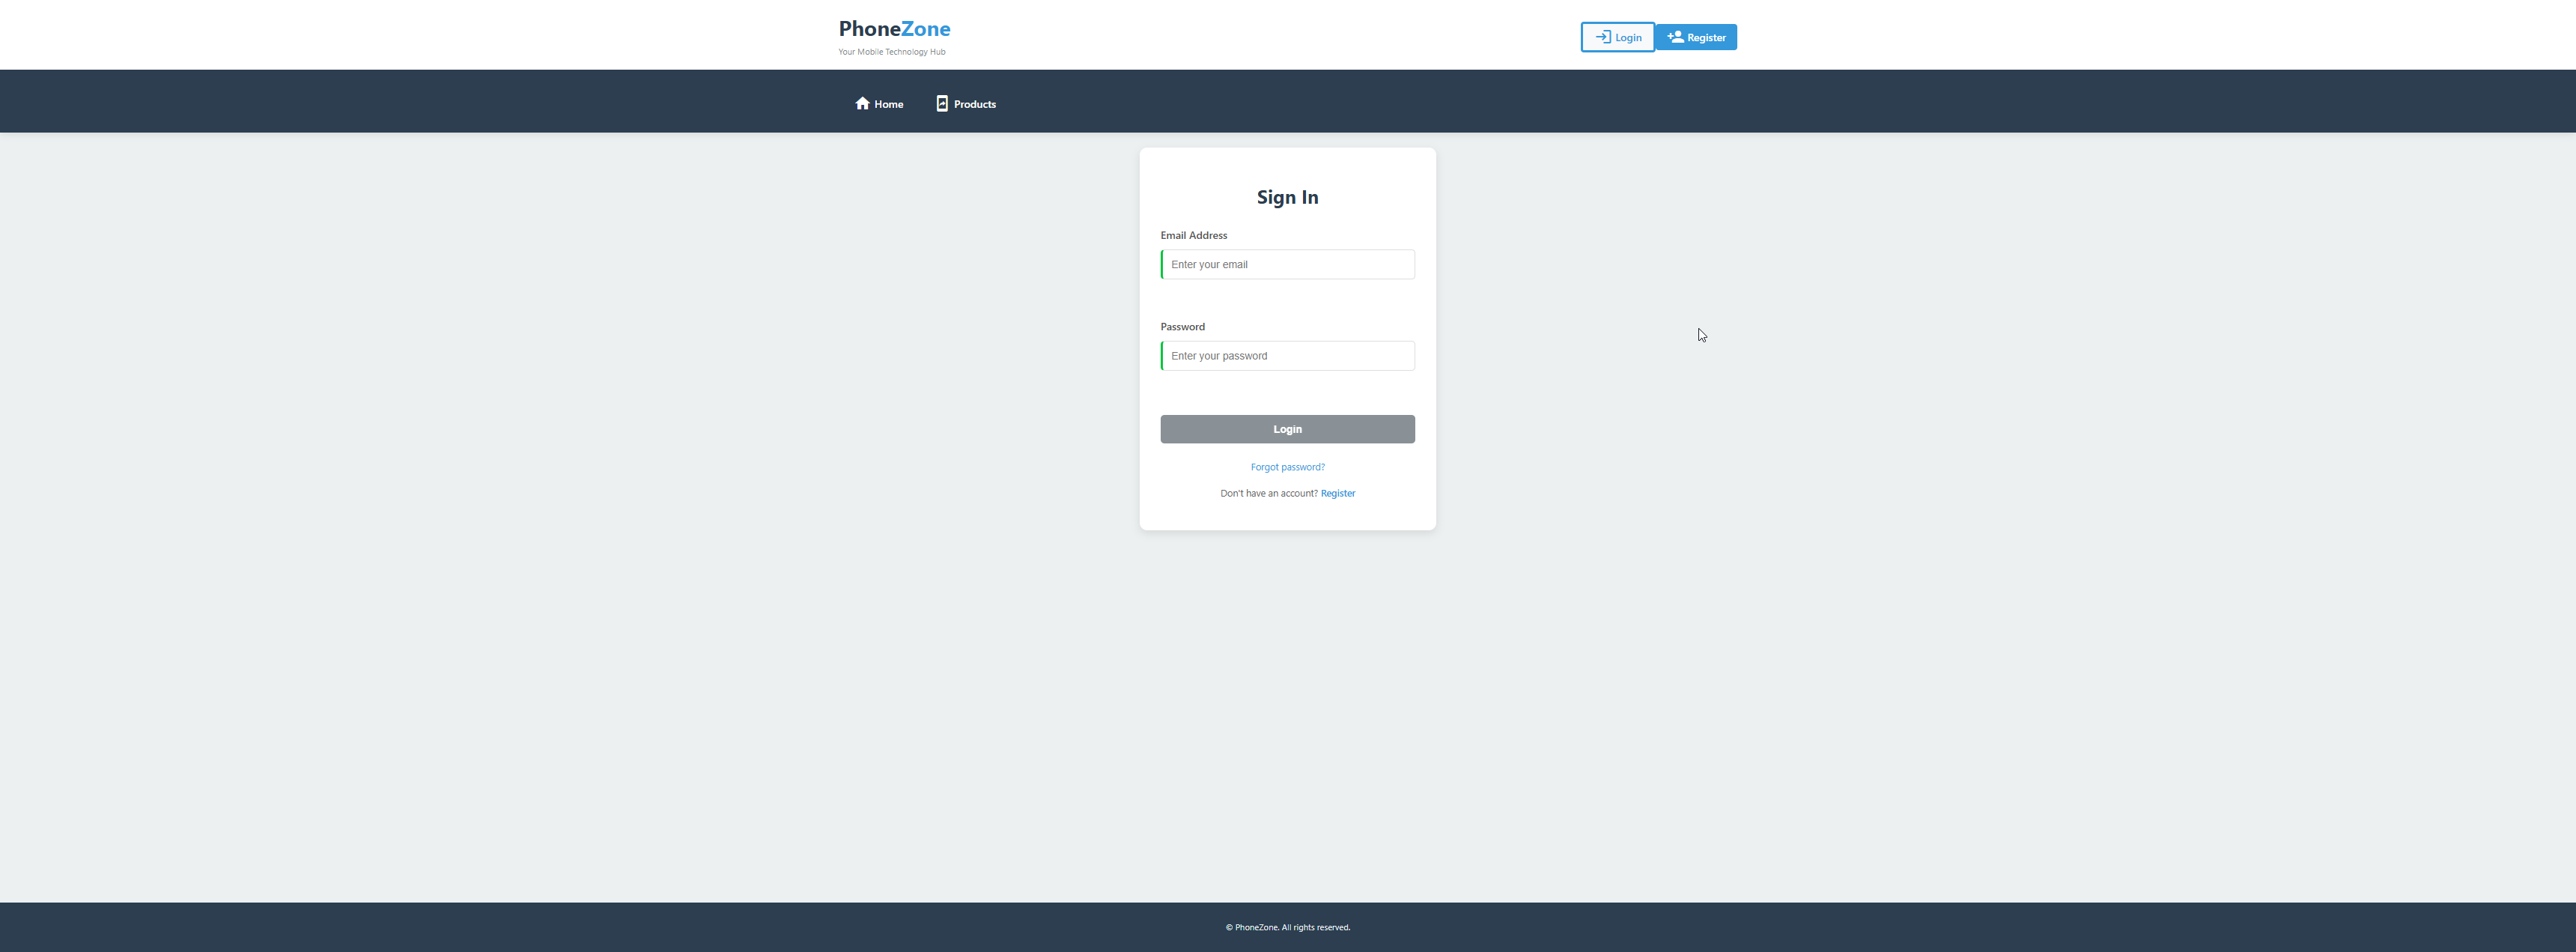 PhoneZone
Your Mobile Technology Hub
Login
Register
Home
Products
Sign In
Email Address
Enter your email
Password
Enter your password
Login
Forgot password?
Don't have an account? Register
© PhoneZone. All rights reserved.